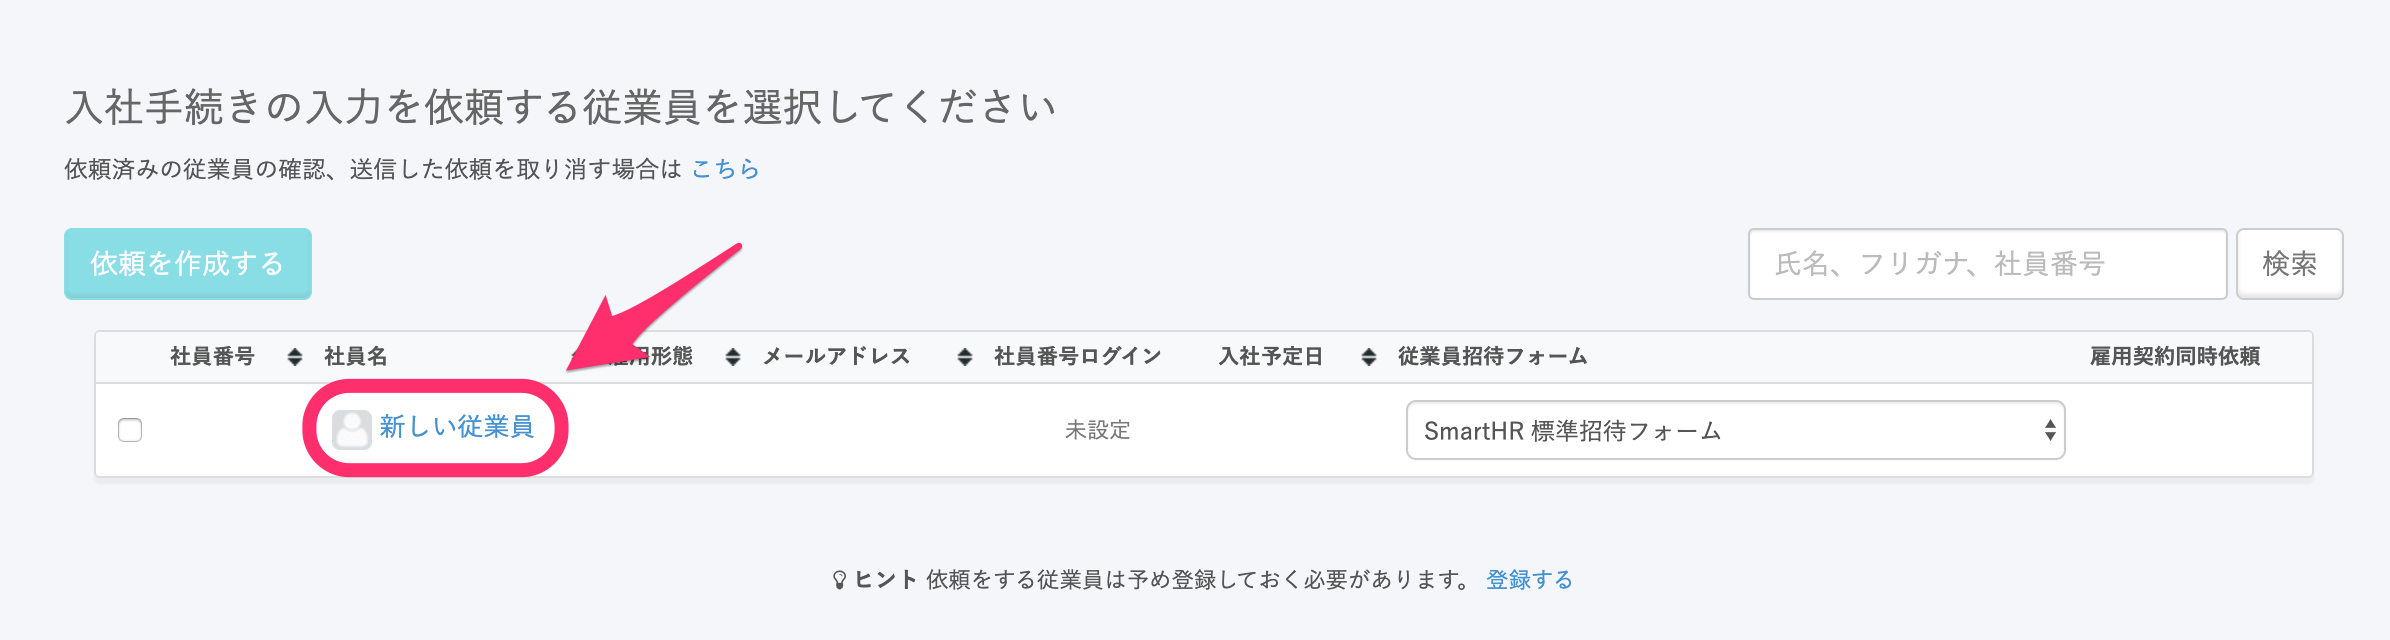 入社手続きの入力を依頼する従業員を選択してください
依頼済みの従業員の確認、送信した依頼を取り消す場合は こちら
依頼を作成する
氏名、フリガナ、社員番号 検索
社員番号 社員名 雇用形態 メールアドレス 社員番号ログイン 入社予定日 従業員招待フォーム 雇用契約同時依頼
新しい従業員 未設定 SmartHR 標準招待フォーム
ヒント 依頼をする従業員は予め登録しておく必要があります。 登録する